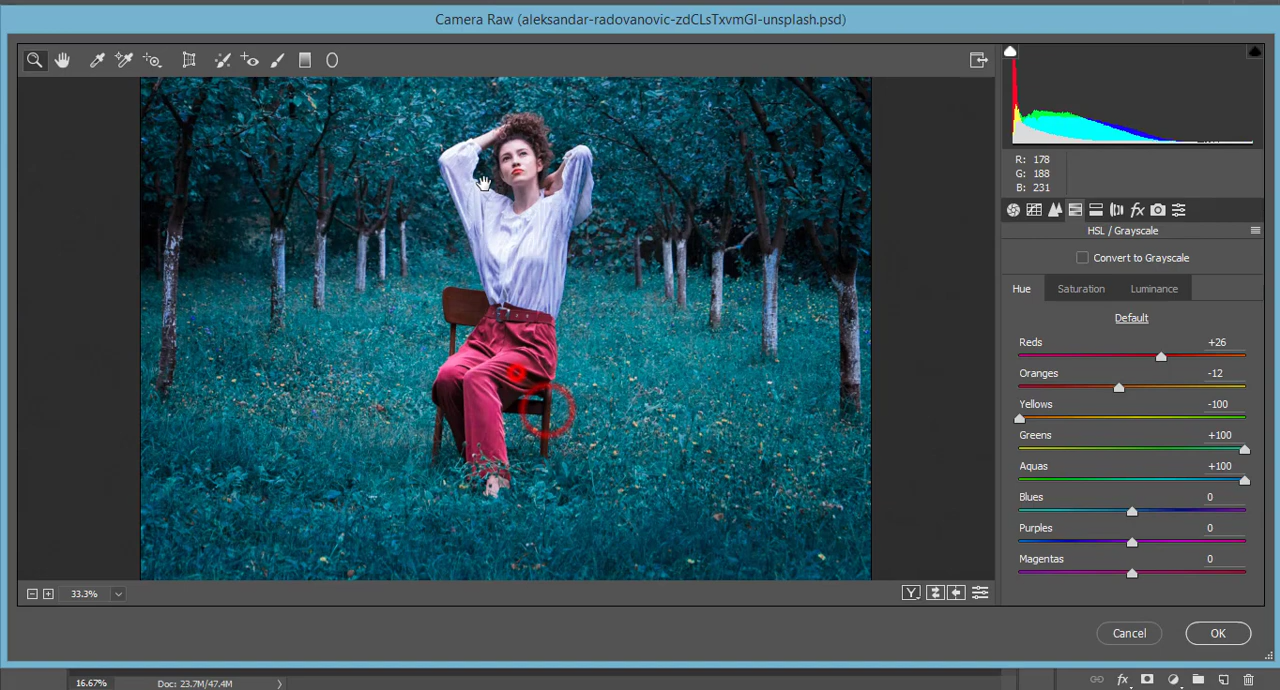 Camera Raw (aleksandar-radovanovic-zdCLsTxvmGI-unsplash.psd)
R: 178
G: 188
B: 231
HSL / Grayscale
Convert to Grayscale
Hue Saturation Luminance
Default
Reds +26
Oranges -12
Yellows -100
Greens +100
Aquas +100
Blues 0
Purples 0
Magentas 0
33.3%
Y
Cancel OK
16.67% Doc: 23.7M/47.4M
fx